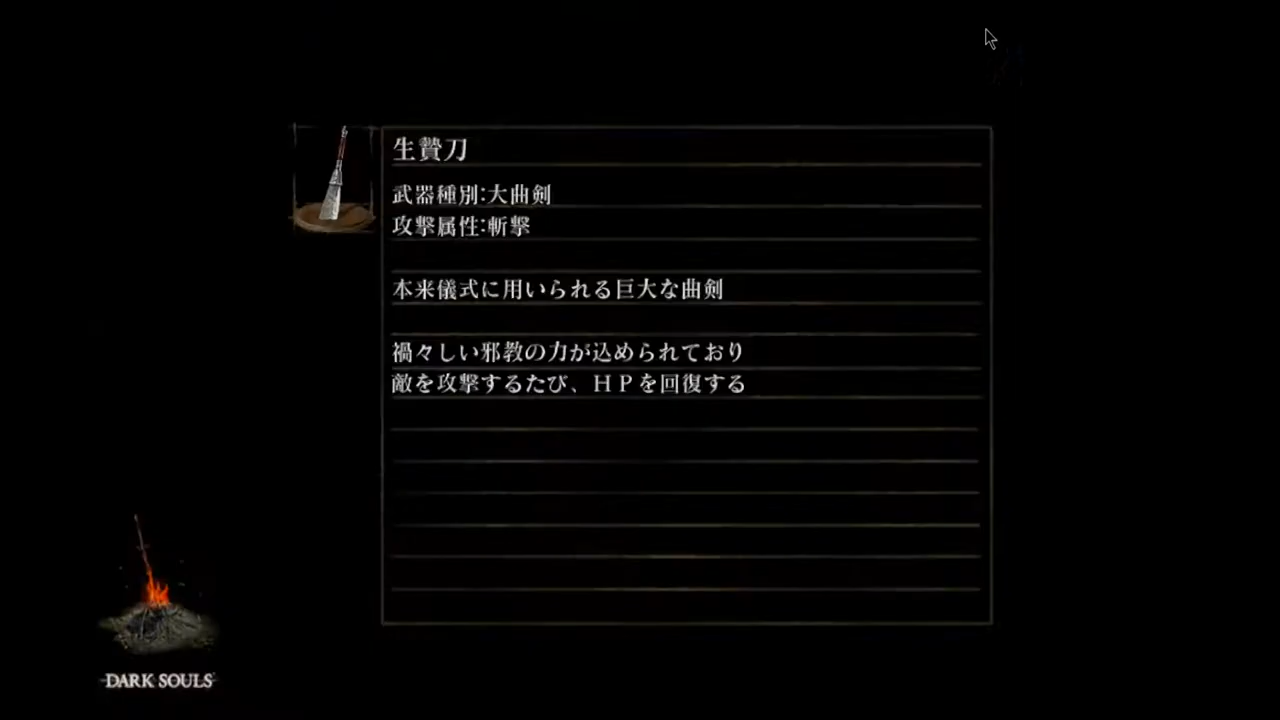 生贄刀
武器種別:大曲剣
攻撃属性:斬撃
本来儀式に用いられる巨大な曲剣
禍々しい邪教の力が込められており
敵を攻撃するたび、ＨＰを回復する
DARK SOULS